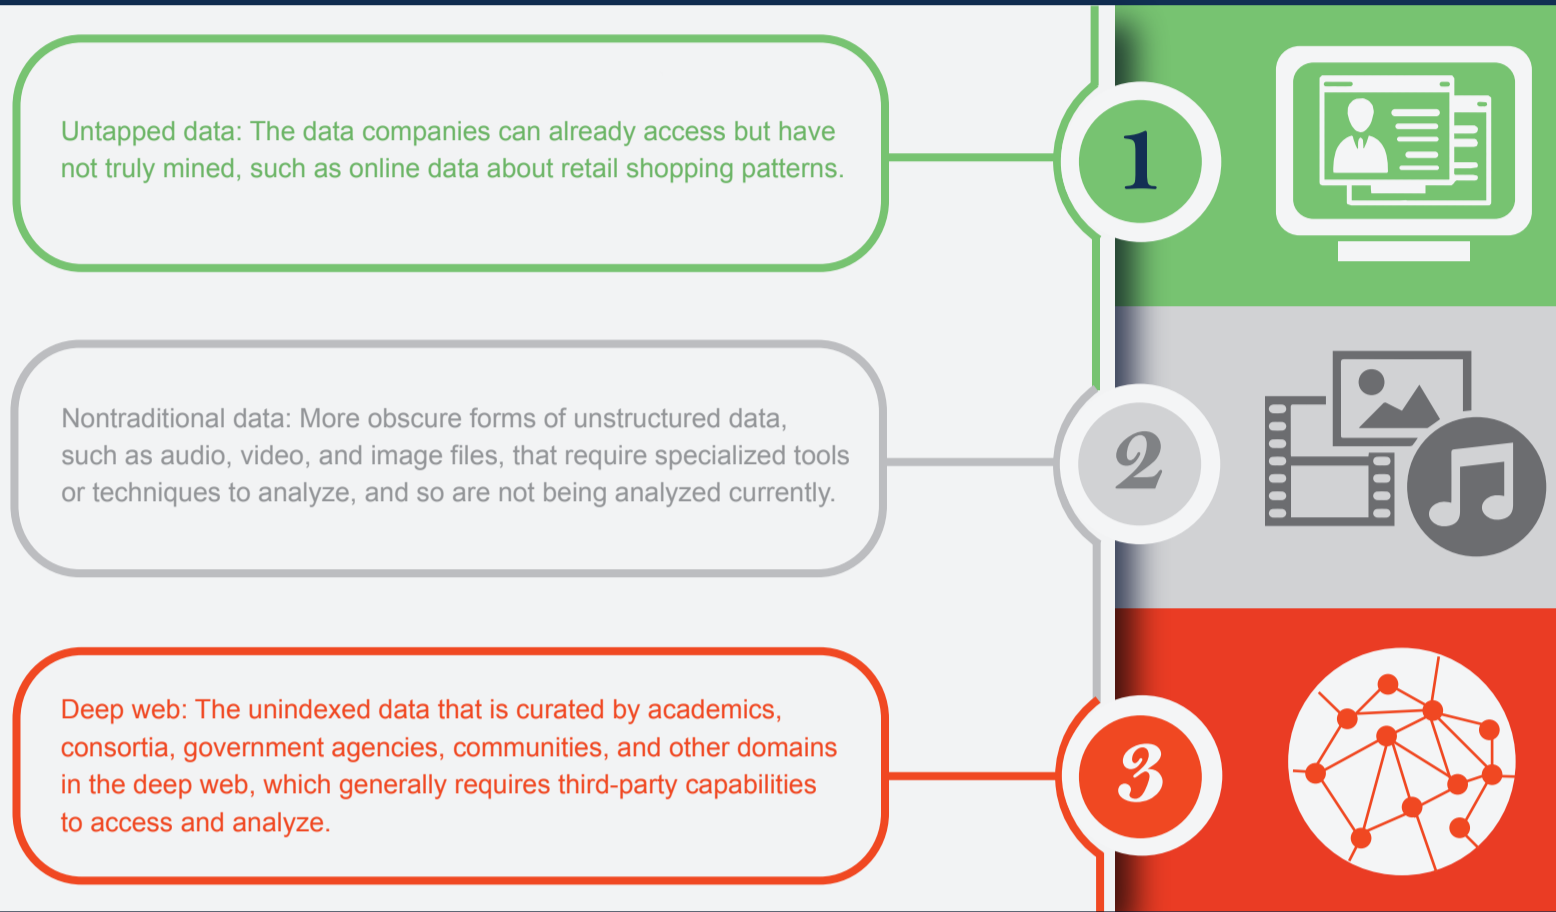 Untapped data: The data companies can already access but have
not truly mined, such as online data about retail shopping patterns.
1
Nontraditional data: More obscure forms of unstructured data,
such as audio, video, and image files, that require specialized tools
or techniques to analyze, and so are not being analyzed currently.
2
Deep web: The unindexed data that is curated by academics,
consortia, government agencies, communities, and other domains
in the deep web, which generally requires third-party capabilities
to access and analyze.
3